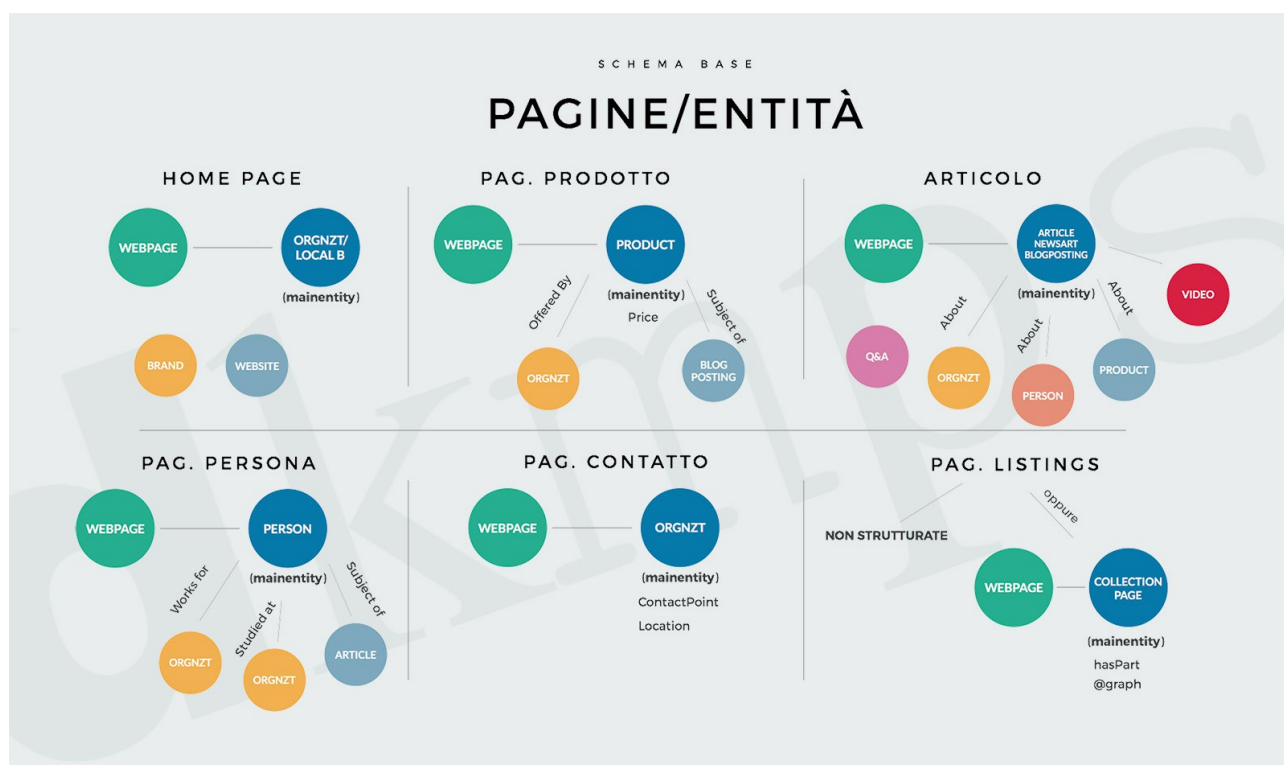 SCHEMA BASE
PAGINE/ENTITÀ
HOME PAGE
WEBPAGE
ORGNZT/
LOCAL B
(mainentity)
BRAND
WEBSITE
PAG. PRODOTTO
WEBPAGE
PRODUCT
(mainentity)
Price
Offered By
Subject of
ORGNZT
BLOG
POSTING
ARTICOLO
WEBPAGE
ARTICLE
NEWSART
BLOGPOSTING
(mainentity)
VIDEO
About
About
About
Q&A
ORGNZT
PERSON
PRODUCT
PAG. PERSONA
WEBPAGE
PERSON
(mainentity)
Works for
Studied at
Subject of
ORGNZT
ORGNZT
ARTICLE
PAG. CONTATTO
WEBPAGE
ORGNZT
(mainentity)
ContactPoint
Location
PAG. LISTINGS
oppure
NON STRUTTURATE
WEBPAGE
COLLECTION
PAGE
(mainentity)
hasPart
@graph
dkmps